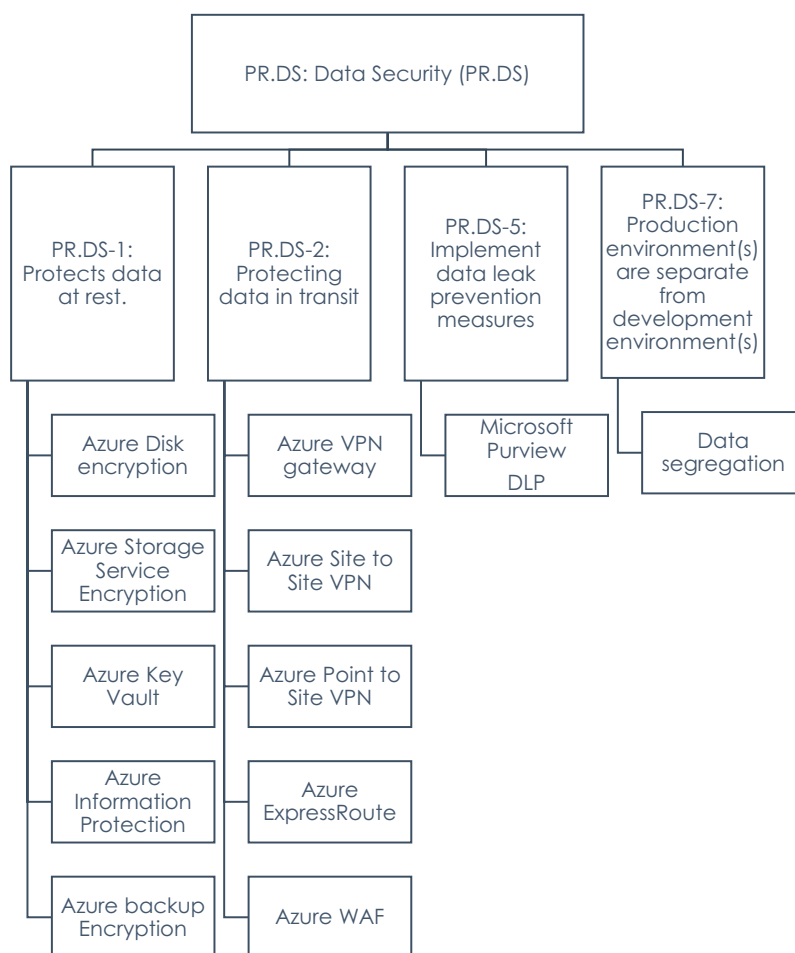 PR.DS: Data Security (PR.DS)
PR.DS-1:
Protects data
at rest.
PR.DS-2:
Protecting
data in transit
PR.DS-5:
Implement
data leak
prevention
measures
PR.DS-7:
Production
environment(s)
are separate
from
development
environment(s)
Azure Disk
encryption
Azure Storage
Service
Encryption
Azure Key
Vault
Azure
Information
Protection
Azure backup
Encryption
Azure VPN
gateway
Azure Site to
Site VPN
Azure Point to
Site VPN
Azure
ExpressRoute
Azure WAF
Microsoft
Purview
DLP
Data
segregation